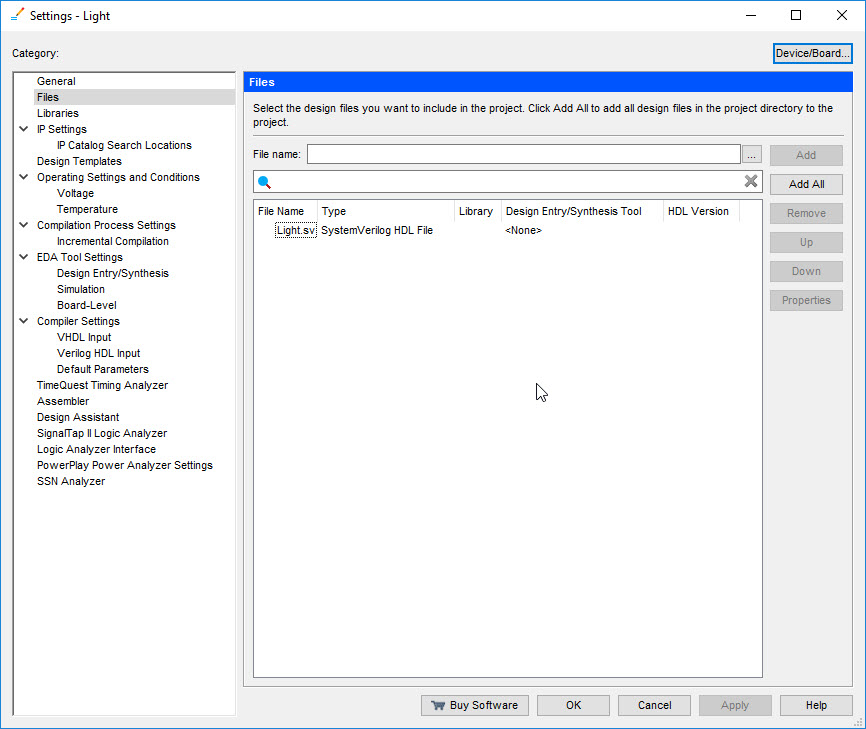 Settings - Light
Category:
Device/Board...
General
Files
Libraries
IP Settings
IP Catalog Search Locations
Design Templates
Operating Settings and Conditions
Voltage
Temperature
Compilation Process Settings
Incremental Compilation
EDA Tool Settings
Design Entry/Synthesis
Simulation
Board-Level
Compiler Settings
VHDL Input
Verilog HDL Input
Default Parameters
TimeQuest Timing Analyzer
Assembler
Design Assistant
SignalTap II Logic Analyzer
Logic Analyzer Interface
PowerPlay Power Analyzer Settings
SSN Analyzer
Files
Select the design files you want to include in the project. Click Add All to add all design files in the project directory to the
project.
File name:
...
Add
Add All
Remove
Up
Down
Properties
File Name Type Library Design Entry/Synthesis Tool HDL Version
Light.sv SystemVerilog HDL File <None>
Buy Software
OK
Cancel
Apply
Help